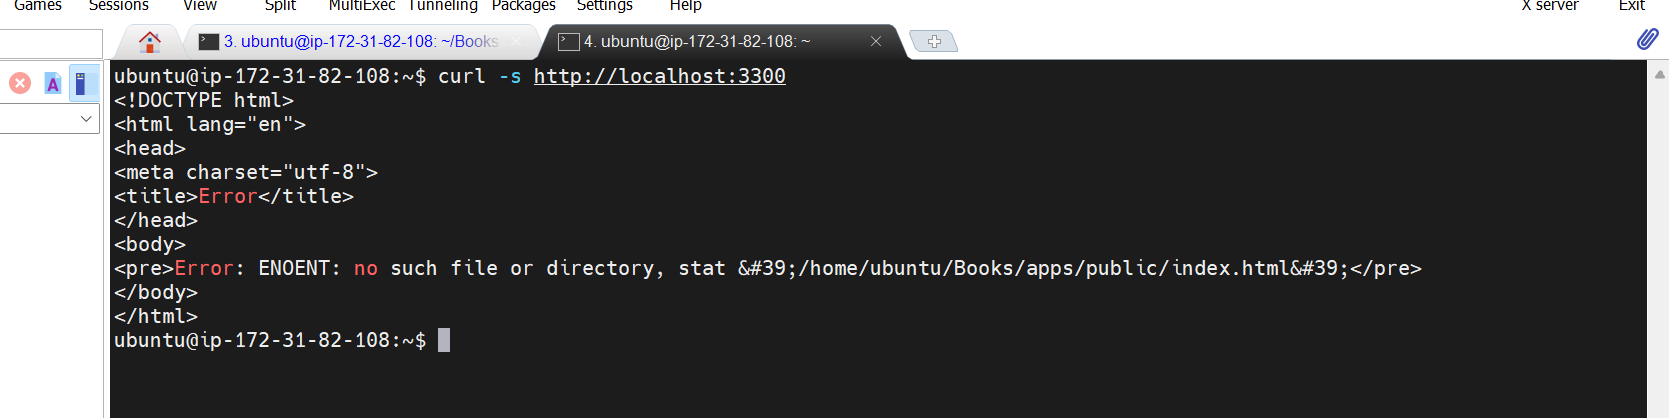 Games Sessions View Split MultiExec Tunneling Packages Settings Help X server Exit
3. ubuntu@ip-172-31-82-108: ~/Books 4. ubuntu@ip-172-31-82-108: ~
ubuntu@ip-172-31-82-108:~$ curl -s http://localhost:3300
<!DOCTYPE html>
<html lang="en">
<head>
<meta charset="utf-8">
<title>Error</title>
</head>
<body>
<pre>Error: ENOENT: no such file or directory, stat &#39;/home/ubuntu/Books/apps/public/index.html&#39;</pre>
</body>
</html>
ubuntu@ip-172-31-82-108:~$